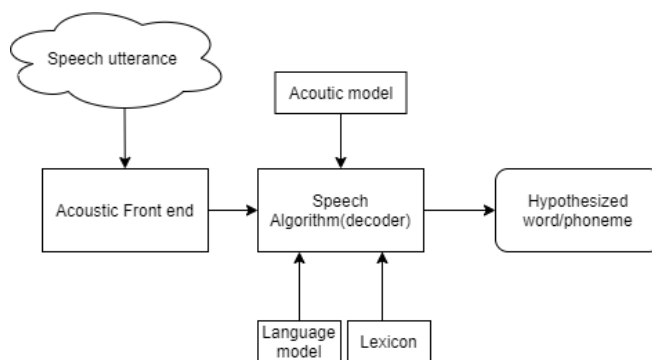 Speech utterance
Acoutic model
Acoustic Front end
Speech
Algorithm(decoder)
Hypothesized
word/phoneme
Language
model
Lexicon